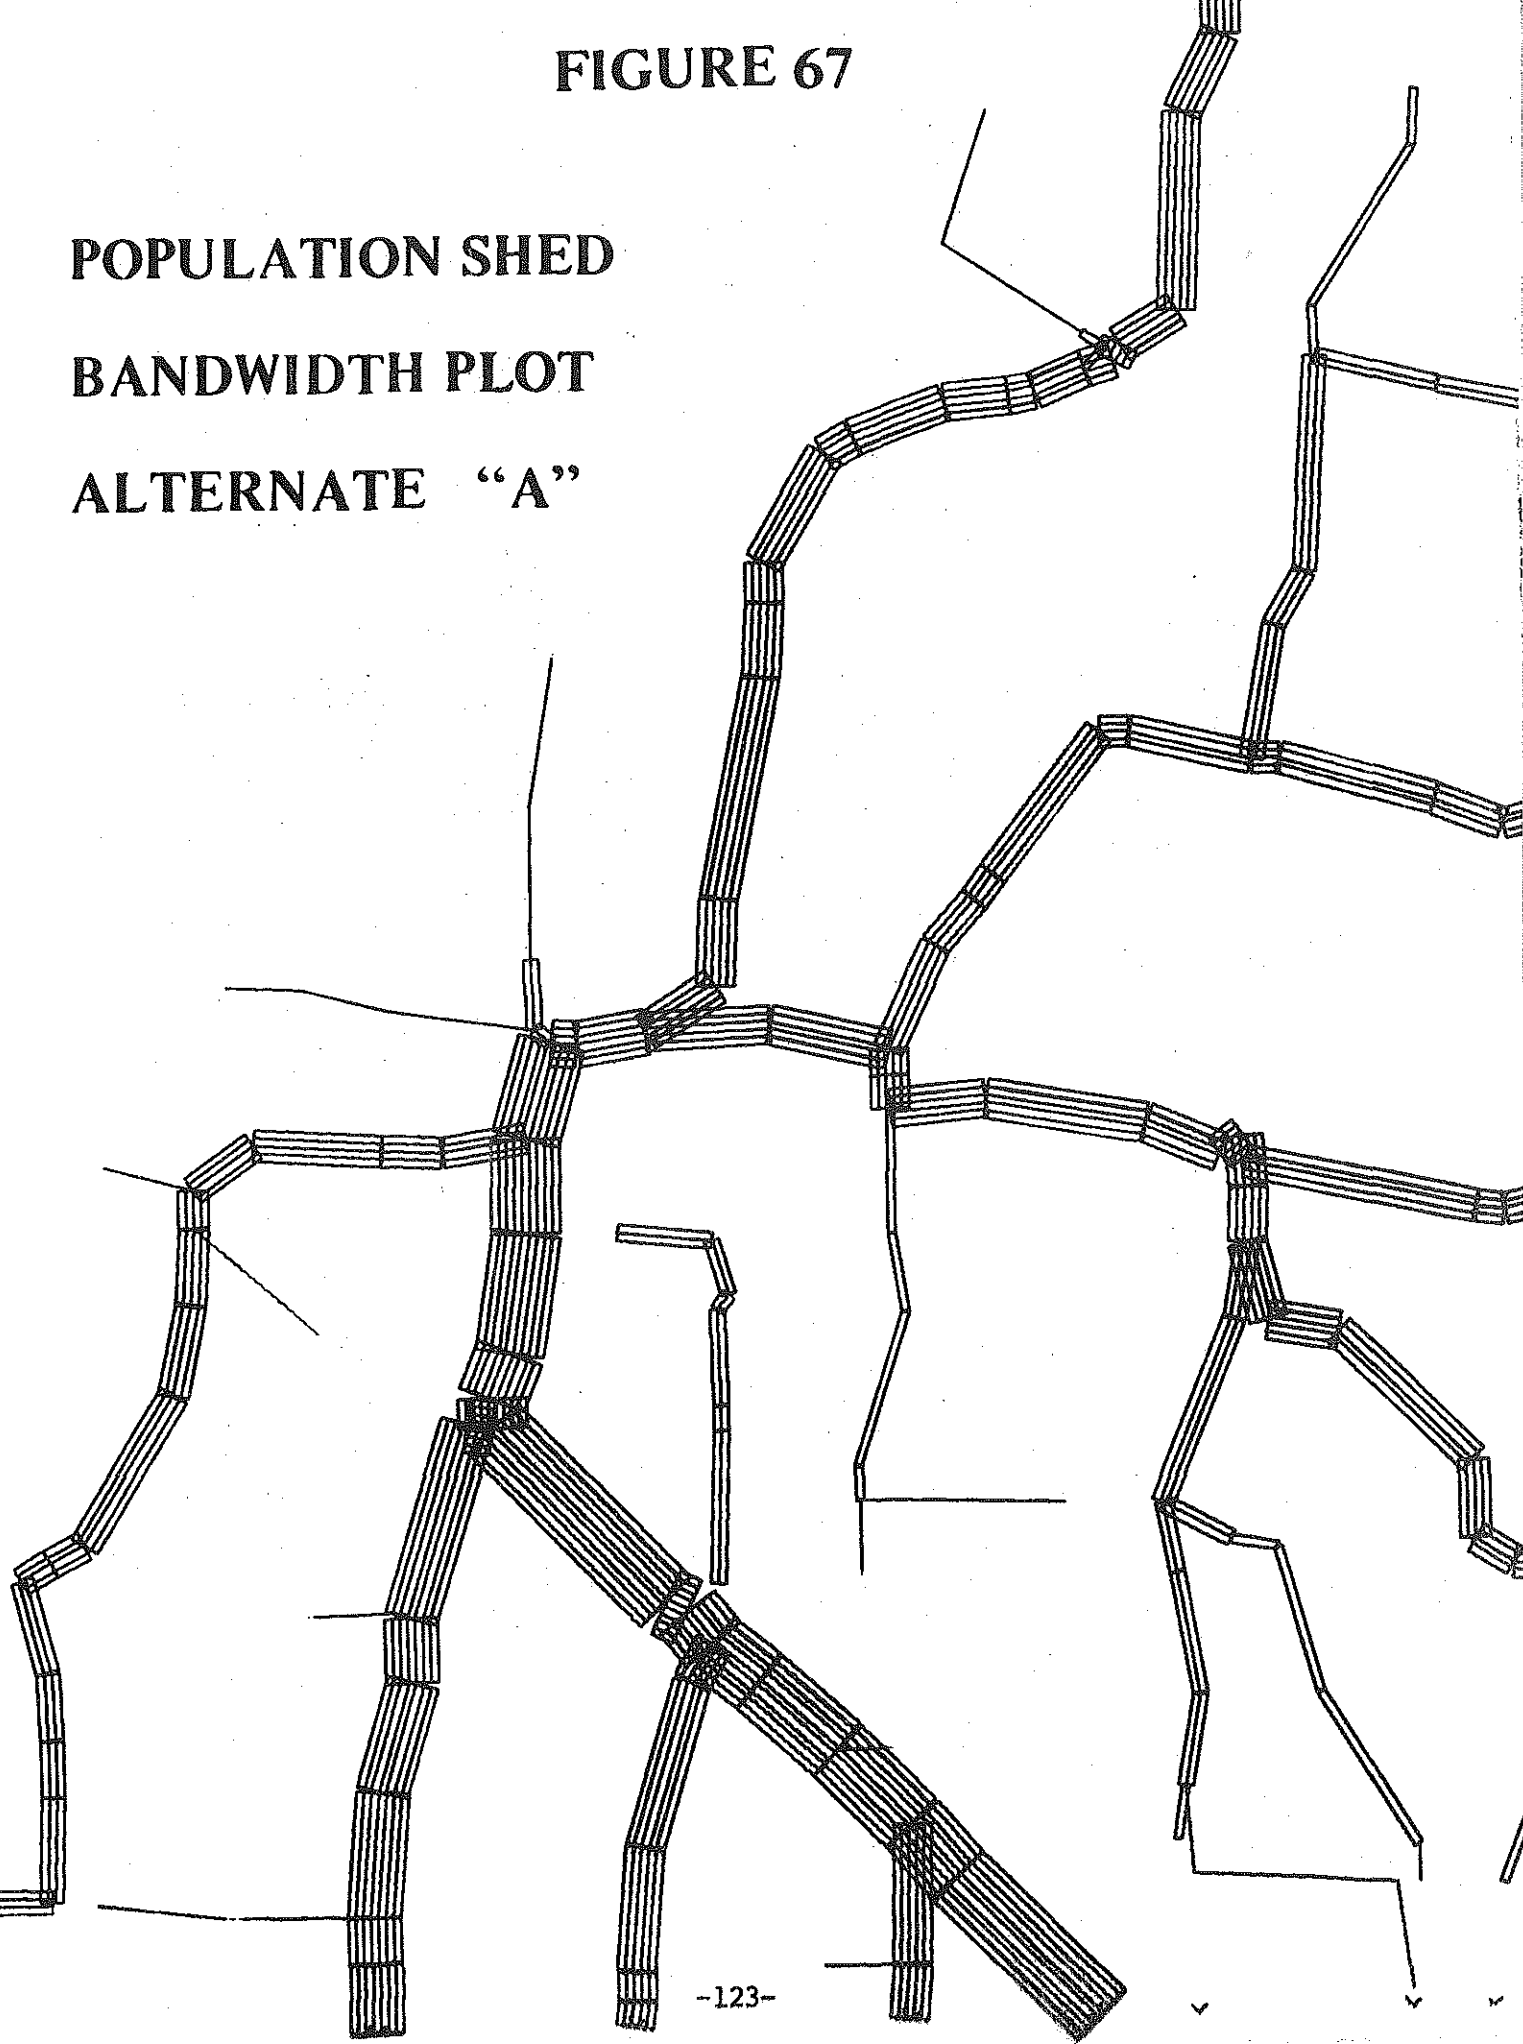 FIGURE 67
POPULATION SHED
BANDWIDTH PLOT
ALTERNATE “A”
-123-